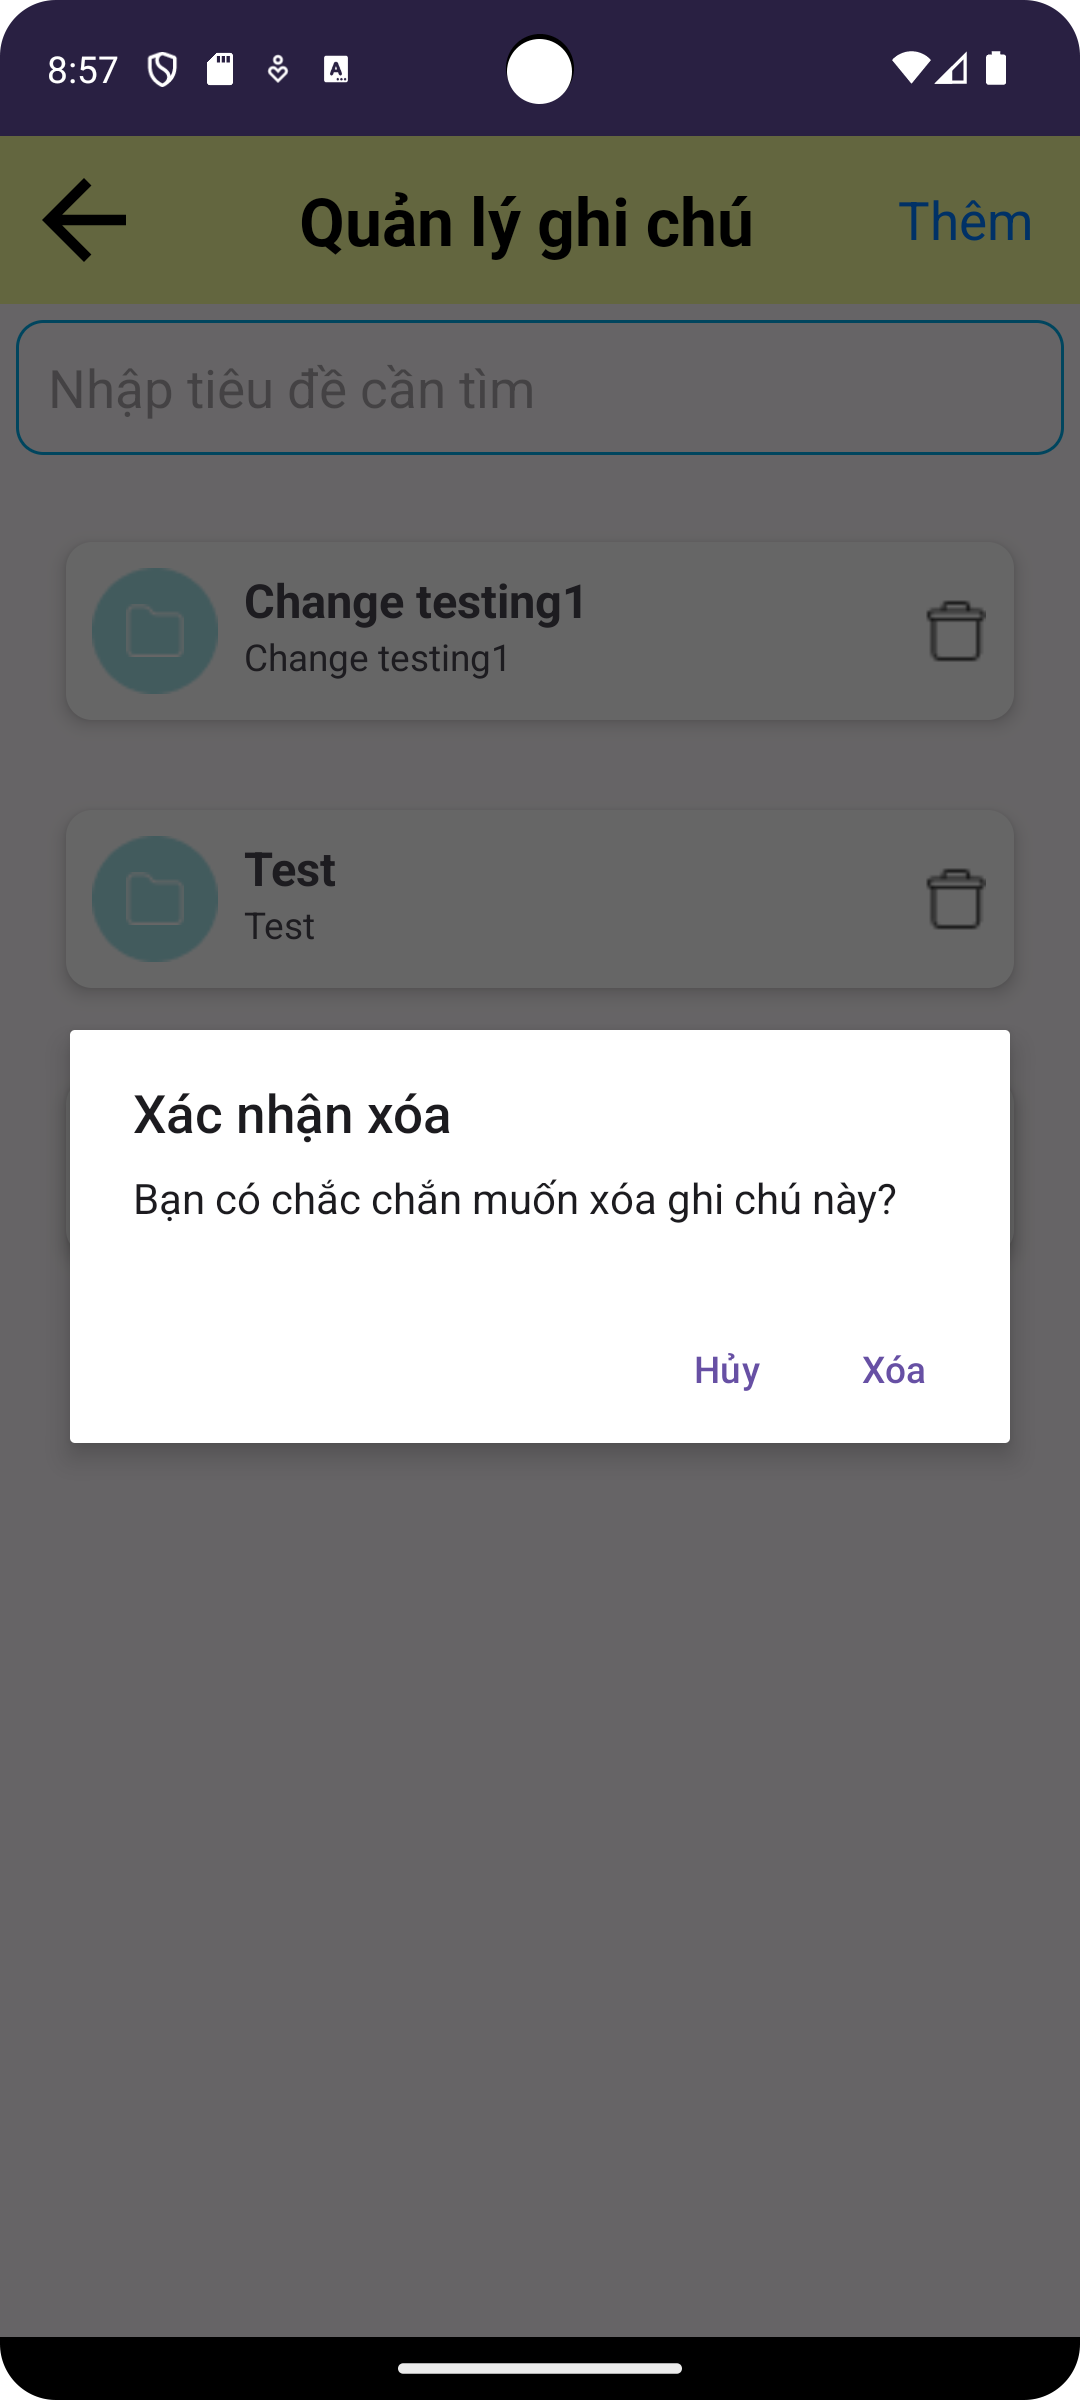 8:57
Quản lý ghi chú
Thêm
Nhập tiêu đề cần tìm
Change testing1
Change testing1
Test
Test
Xác nhận xóa
Bạn có chắc chắn muốn xóa ghi chú này?
Hủy
Xóa